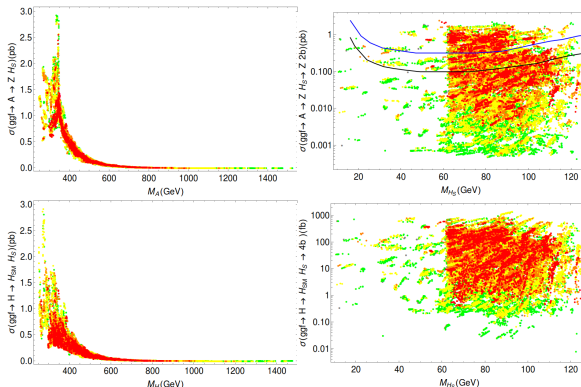 σ(ggf → A → Z H_S)(pb)
3.0
2.5
2.0
1.5
1.0
0.5
0.0
400 600 800 1000 1200 1400
M_A(GeV)
σ(ggf → A → Z H_S → Z 2b)(pb)
1
0.100
0.010
0.001
20 40 60 80 100 120
M_{H_S}(GeV)
σ(ggf → H → H_{SM} H_S)(pb)
3.0
2.5
2.0
1.5
1.0
0.5
0.0
400 600 800 1000 1200 1400
M_H(GeV)
σ(ggf → H → H_{SM} H_S → 4b )(fb)
1000
100
10
1
0.10
0.01
20 40 60 80 100 120
M_{H_S}(GeV)